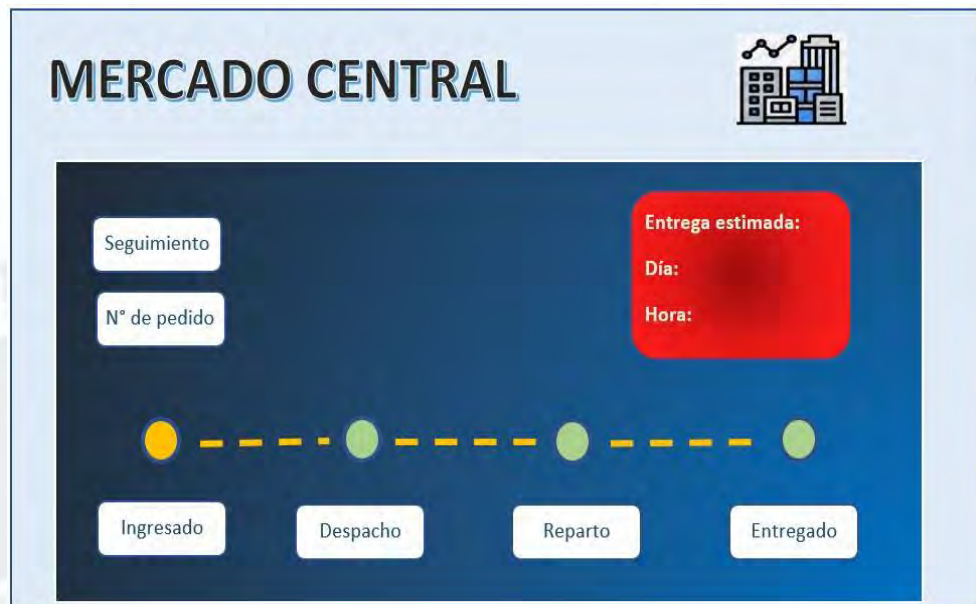 MERCADO CENTRAL
Seguimiento
N° de pedido
Entrega estimada:
Día:
Hora:
Ingresado
Despacho
Reparto
Entregado